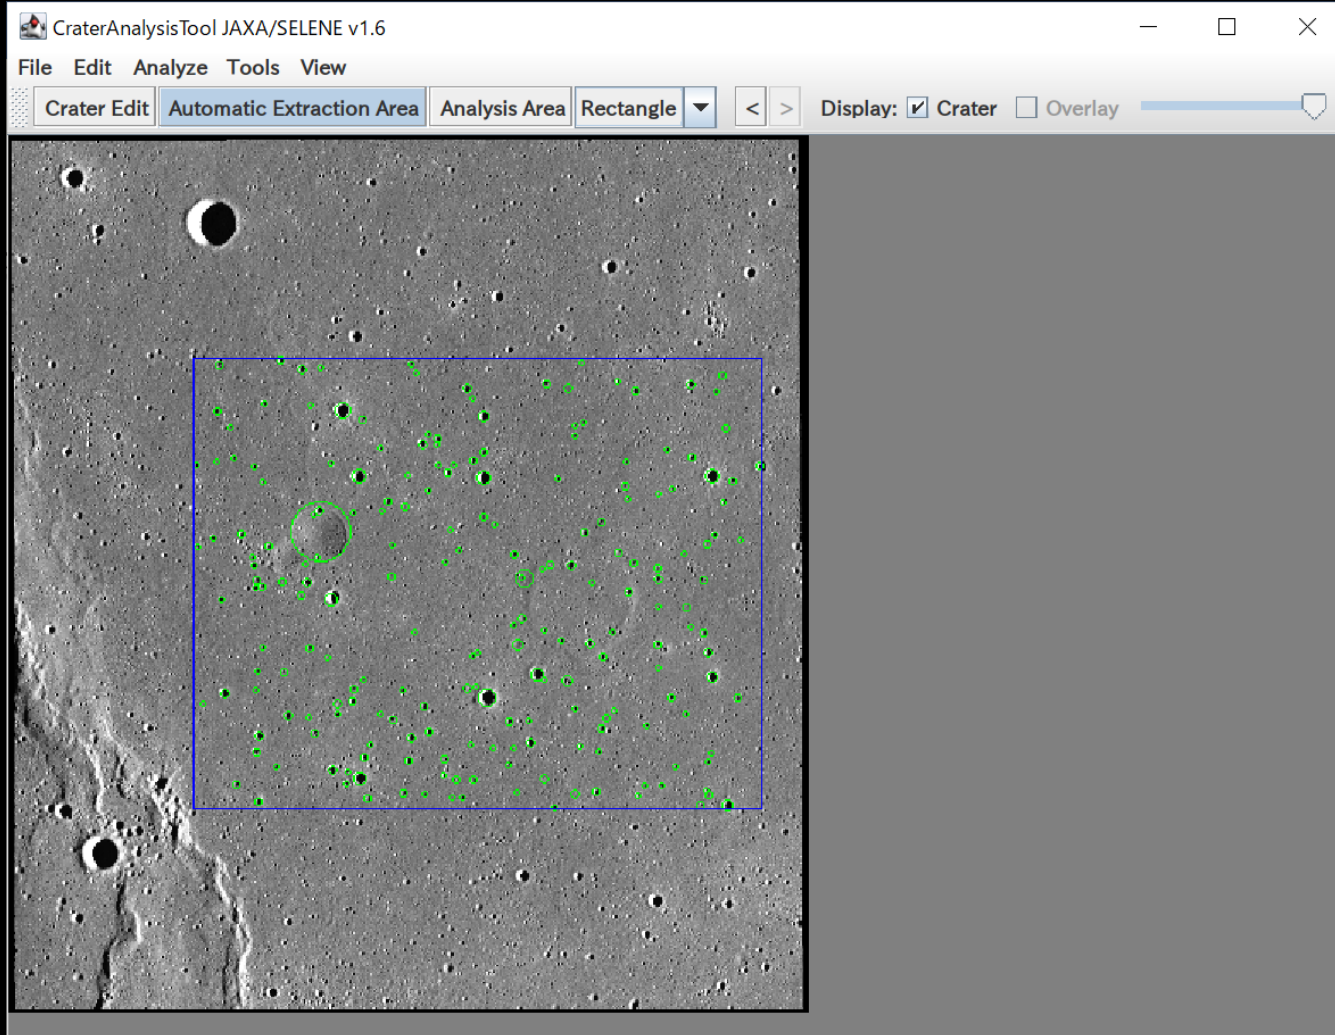 CraterAnalysisTool JAXA/SELENE v1.6
File Edit Analyze Tools View
Crater Edit Automatic Extraction Area Analysis Area Rectangle < > Display: Crater Overlay